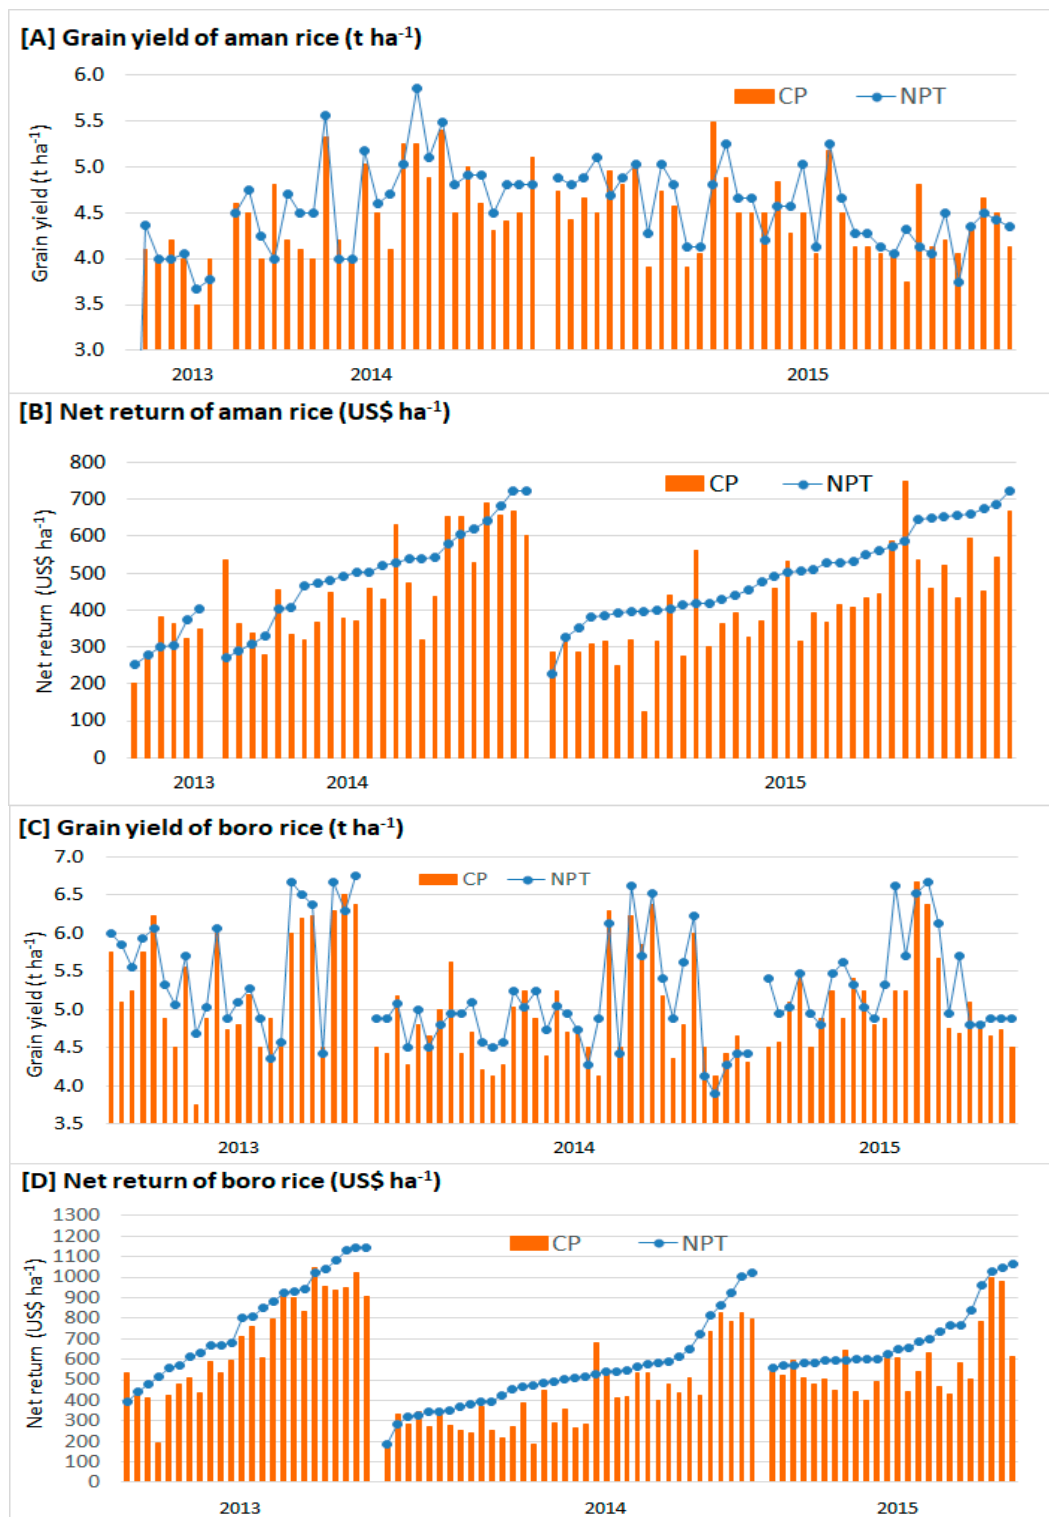 [A] Grain yield of aman rice (t ha⁻¹)
Grain yield (t ha⁻¹)
6.0
5.5
5.0
4.5
4.0
3.5
3.0
CP NPT
2013 2014 2015
[B] Net return of aman rice (US$ ha⁻¹)
Net return (US$ ha⁻¹)
800
700
600
500
400
300
200
100
0
CP NPT
2013 2014 2015
[C] Grain yield of boro rice (t ha⁻¹)
Grain yield (t ha⁻¹)
7.0
6.5
6.0
5.5
5.0
4.5
4.0
3.5
CP NPT
2013 2014 2015
[D] Net return of boro rice (US$ ha⁻¹)
Net return (US$ ha⁻¹)
1300
1200
1100
1000
900
800
700
600
500
400
300
200
100
0
CP NPT
2013 2014 2015